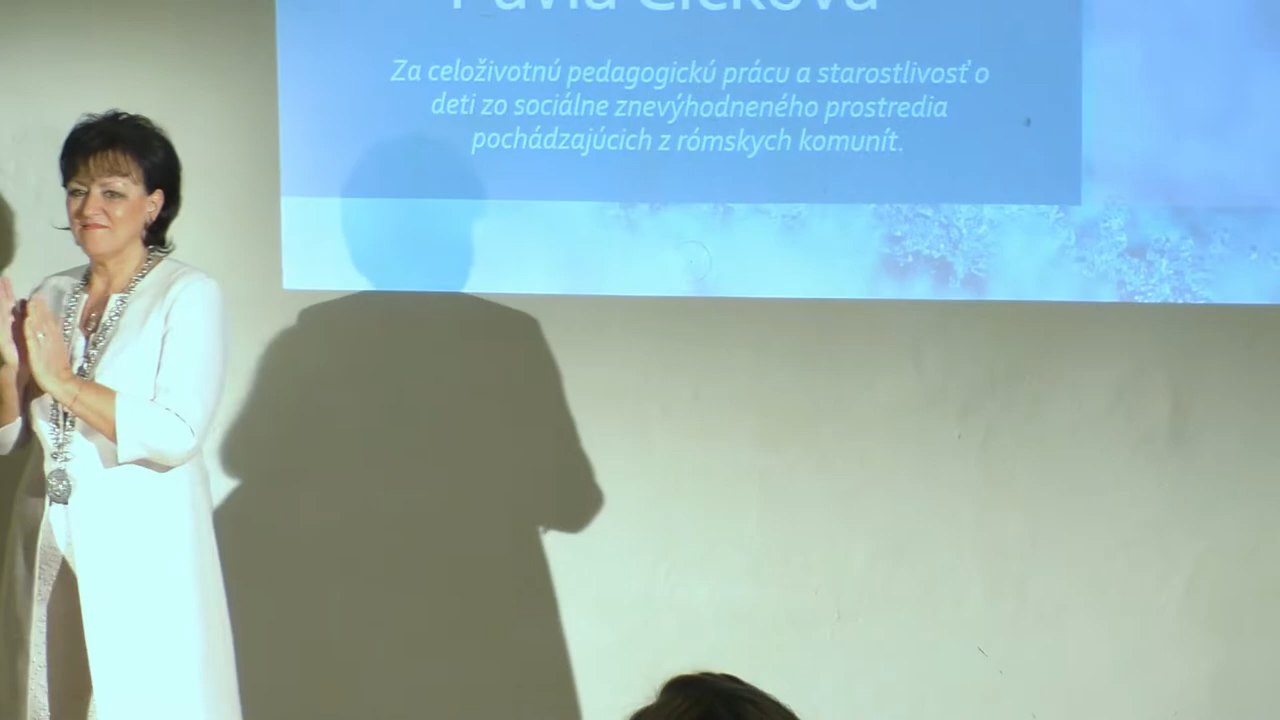 Za celoživotnú pedagogickú prácu a starostlivosť o
deti zo sociálne znevýhodneného prostredia
pochádzajúcich z rómskych komunít.